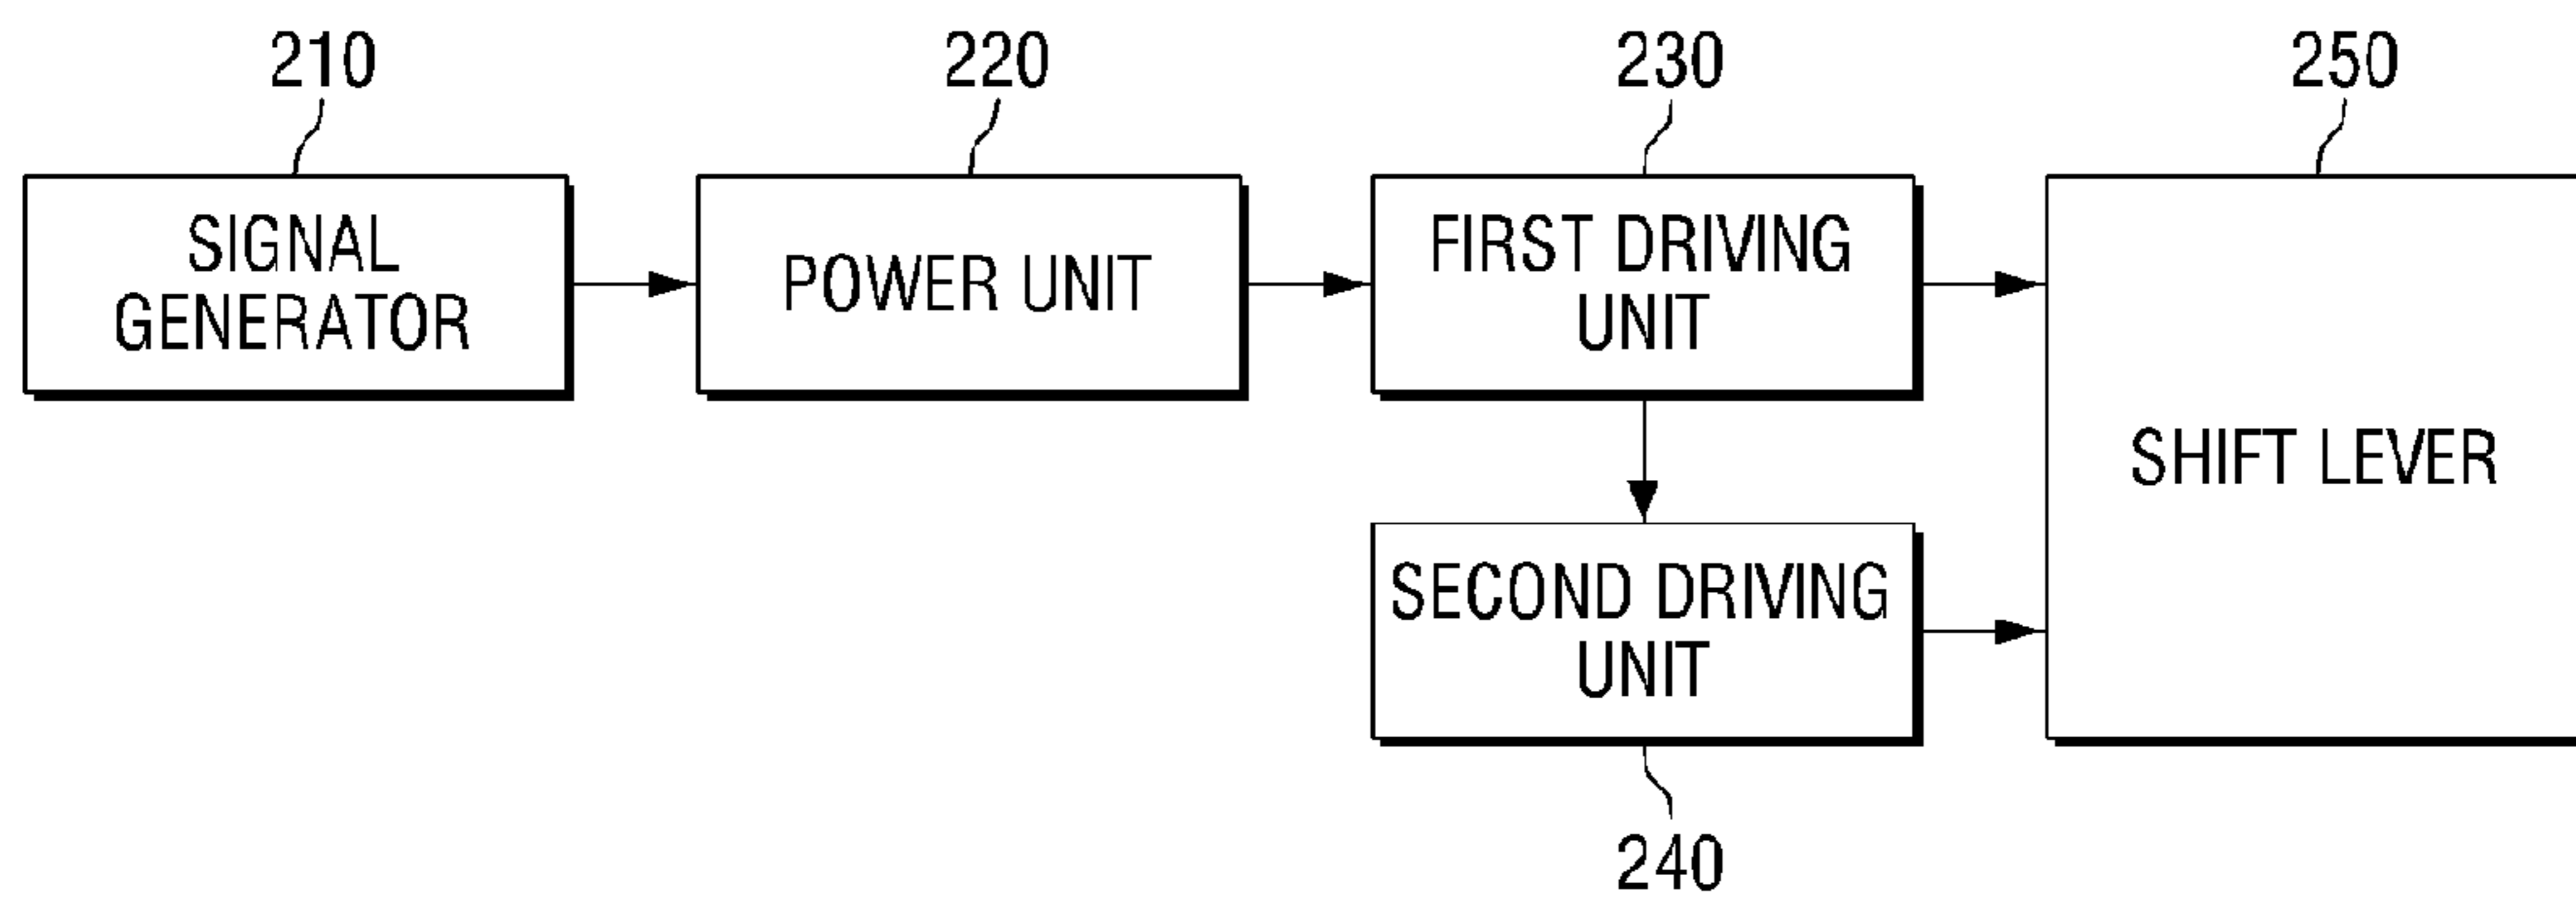 210
220
230
250
SIGNAL
GENERATOR
POWER UNIT
FIRST DRIVING
UNIT
SHIFT LEVER
SECOND DRIVING
UNIT
240